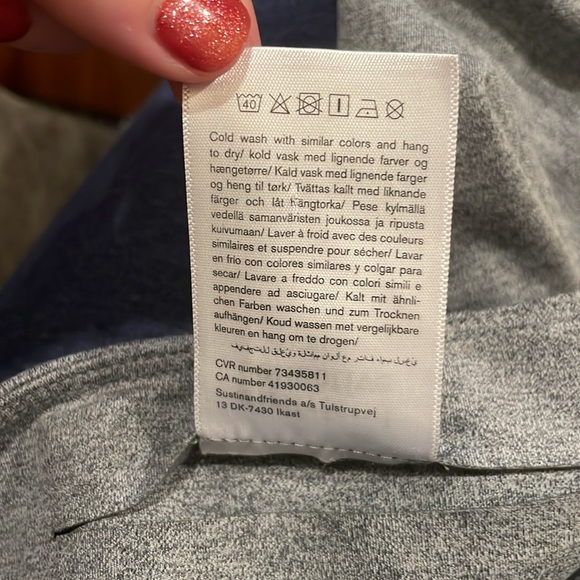 40
Cold wash with similar colors and hang
to dry/ kold vask med lignende farver og
hængetørre/ Kald vask med lignende farger
og heng til tørk/ Tvättas kallt med liknande
färger och låt hängtorka/ Pese kylmällä
vedellä samanväristen joukossa ja ripusta
kuivumaan/ Laver à froid avec des couleurs
similaires et suspendre pour sécher/ Lavar
en frio con colores similares y colgar para
secar/ Lavare a freddo con colori simili e
appendere ad asciugare/ Kalt mit ähnli-
chen Farben waschen und zum Trocknen
aufhängen/ Koud wassen met vergelijkbare
kleuren en hang om te drogen/
CVR number 73435811
CA number 41930063
Sustinandfriends a/s Tulstrupvej
13 DK-7430 Ikast